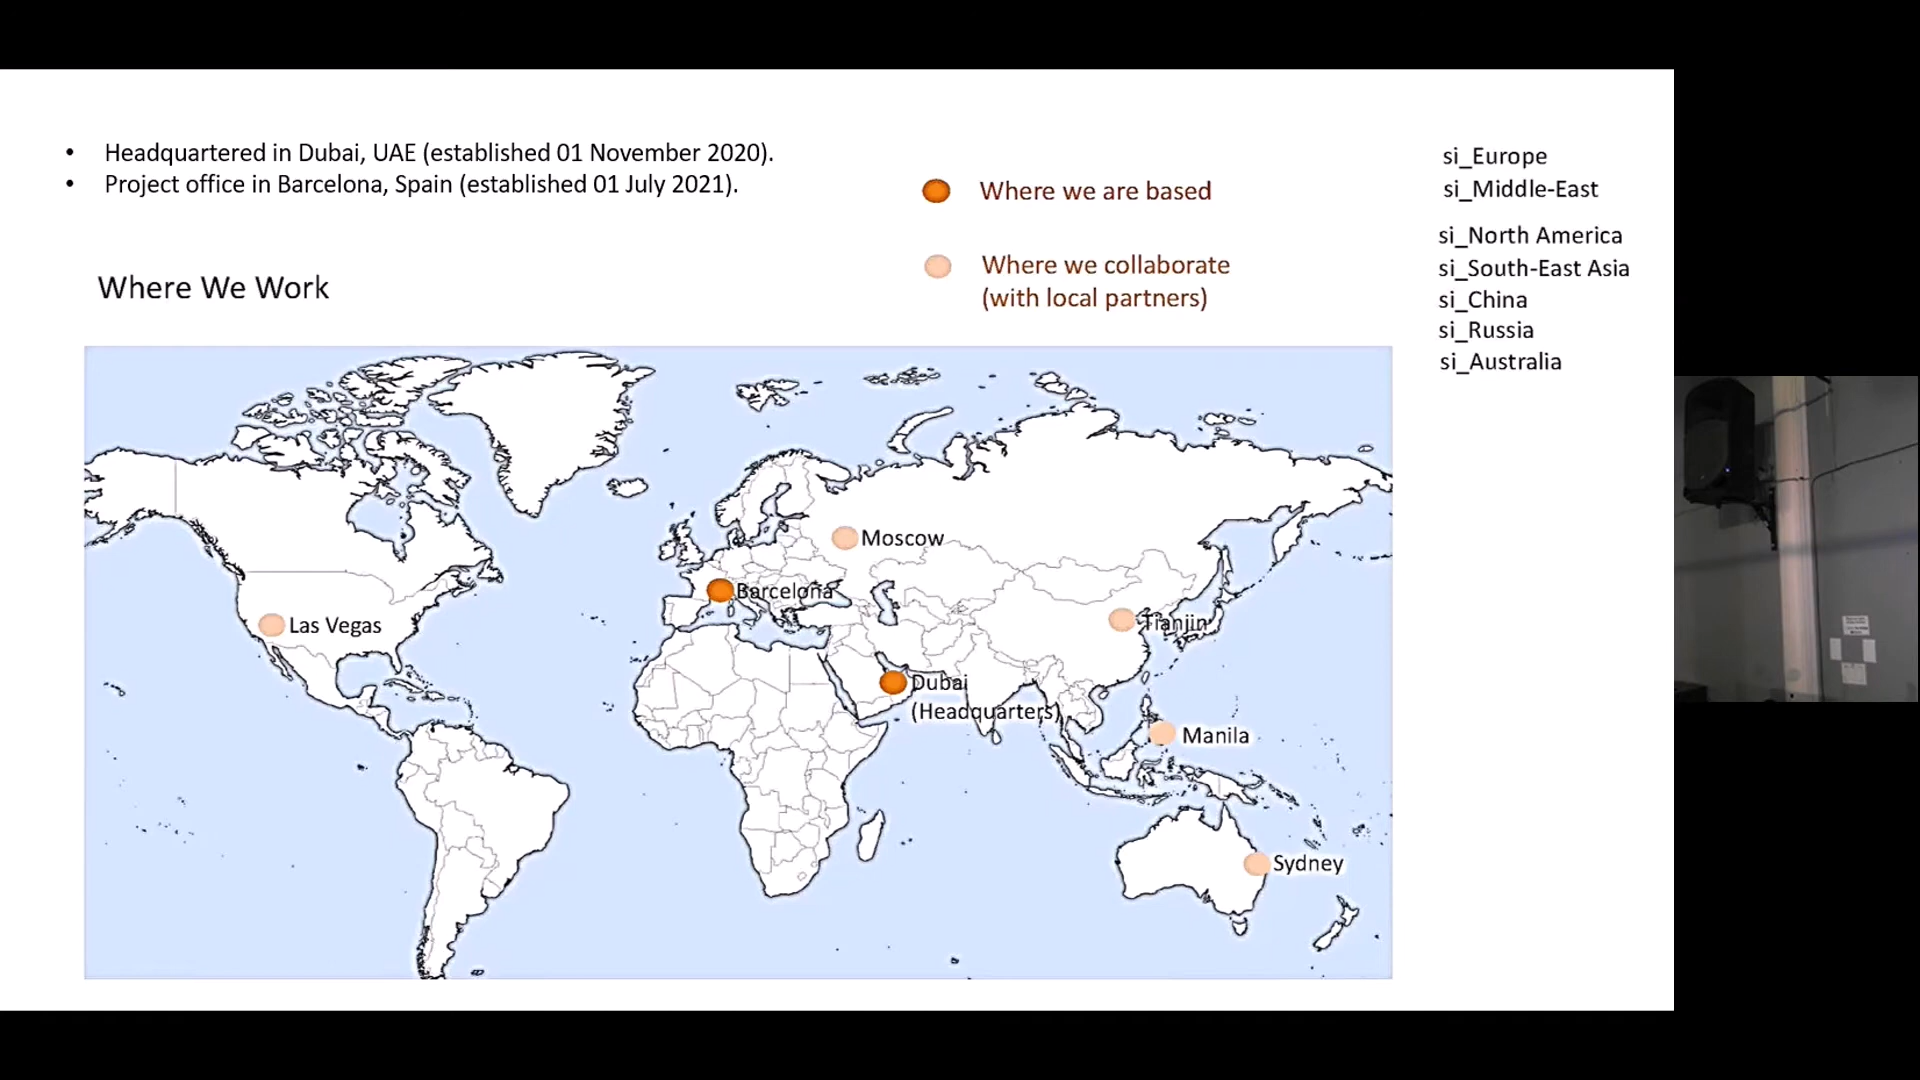 • Headquartered in Dubai, UAE (established 01 November 2020).
• Project office in Barcelona, Spain (established 01 July 2021).
Where we are based
Where we collaborate
(with local partners)
si_Europe
si_Middle-East
si_North America
si_South-East Asia
si_China
si_Russia
si_Australia
Where We Work
Moscow
Barcelona
Las Vegas
Tianjin
Dubai
(Headquarters)
Manila
Sydney